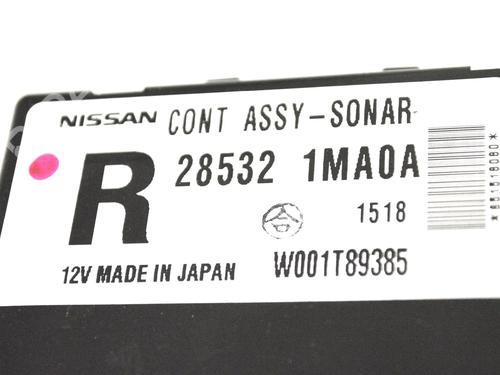 NISSAN CONT ASSY-SONAR
R 28532 1MA0A
1518
12V MADE IN JAPAN W001T89385